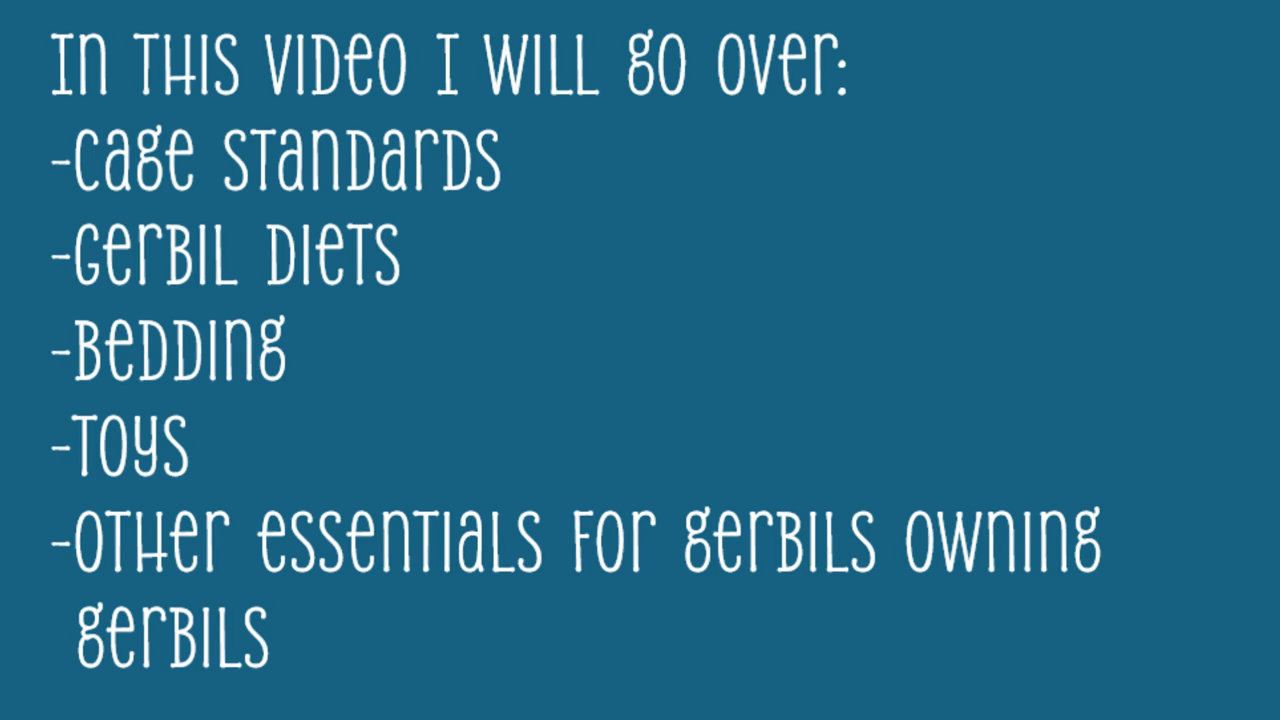 In this video I will go over:
-Cage standards
-Gerbil diets
-Bedding
-Toys
-Other essentials for gerbils owning
gerbils